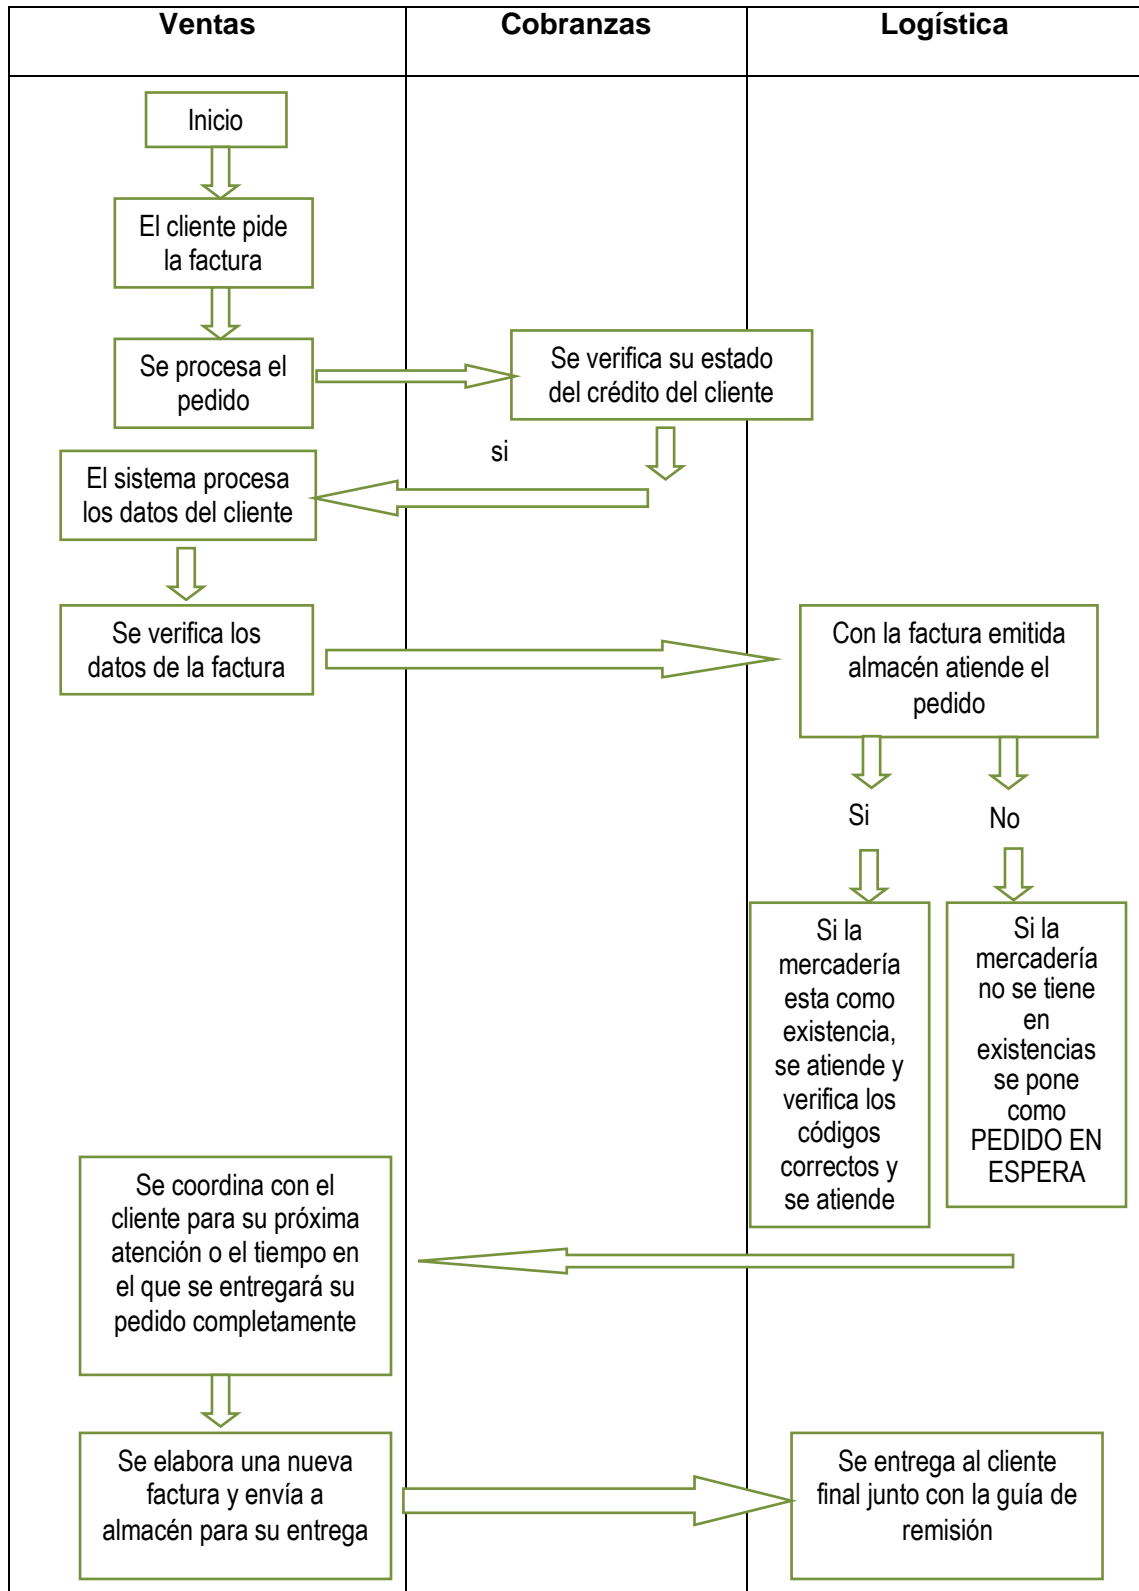 Ventas
Cobranzas
Logística
Inicio
El cliente pide
la factura
Se procesa el
pedido
Se verifica su estado
del crédito del cliente
si
El sistema procesa
los datos del cliente
Se verifica los
datos de la factura
Con la factura emitida
almacén atiende el
pedido
Si
No
Si la
mercadería
esta como
existencia,
se atiende y
verifica los
códigos
correctos y
se atiende
Si la
mercadería
no se tiene
en
existencias
se pone
como
PEDIDO EN
ESPERA
Se coordina con el
cliente para su próxima
atención o el tiempo en
el que se entregará su
pedido completamente
Se elabora una nueva
factura y envía a
almacén para su entrega
Se entrega al cliente
final junto con la guía de
remisión